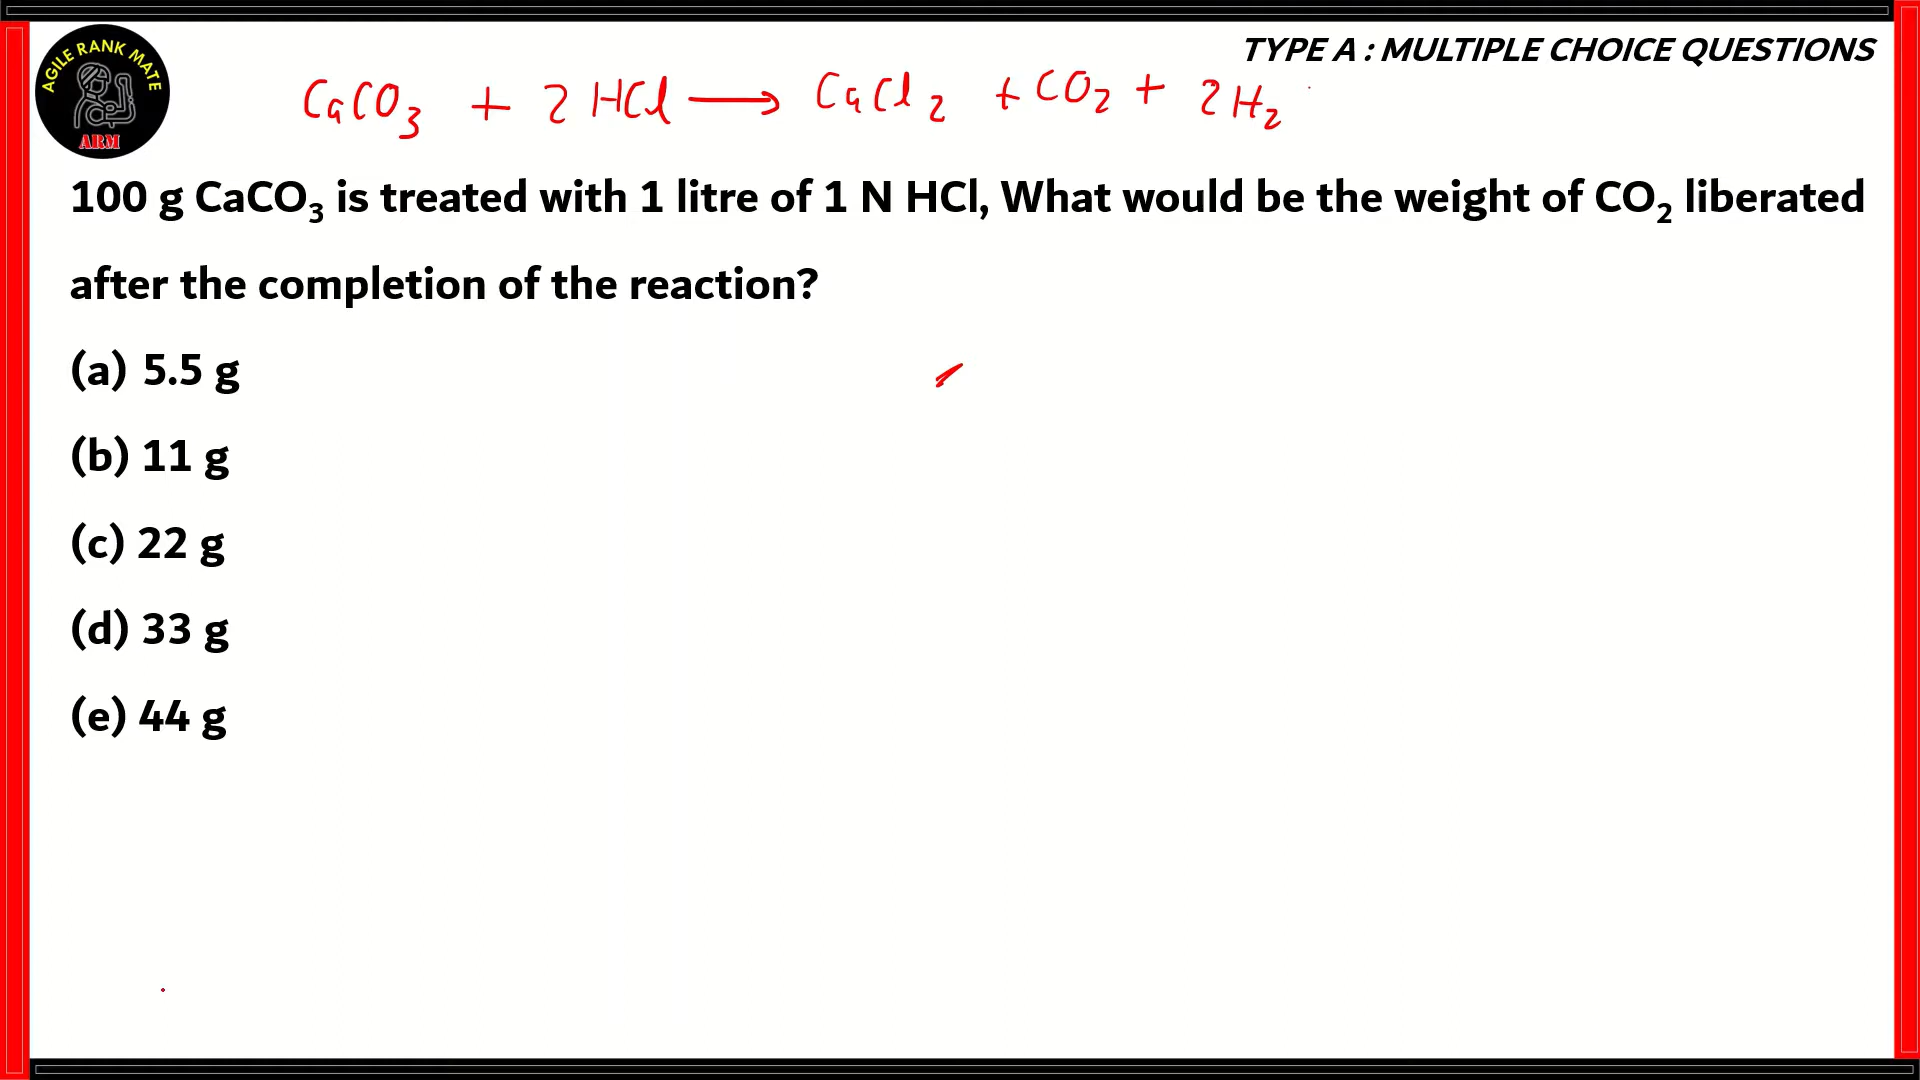 AGILE RANK MATE
ARM
TYPE A : MULTIPLE CHOICE QUESTIONS
CaCO₃ + 2HCl ⟶ CaCl₂ + CO₂ + 2H₂
100 g CaCO₃ is treated with 1 litre of 1 N HCl, What would be the weight of CO₂ liberated
after the completion of the reaction?
(a) 5.5 g
(b) 11 g
(c) 22 g
(d) 33 g
(e) 44 g